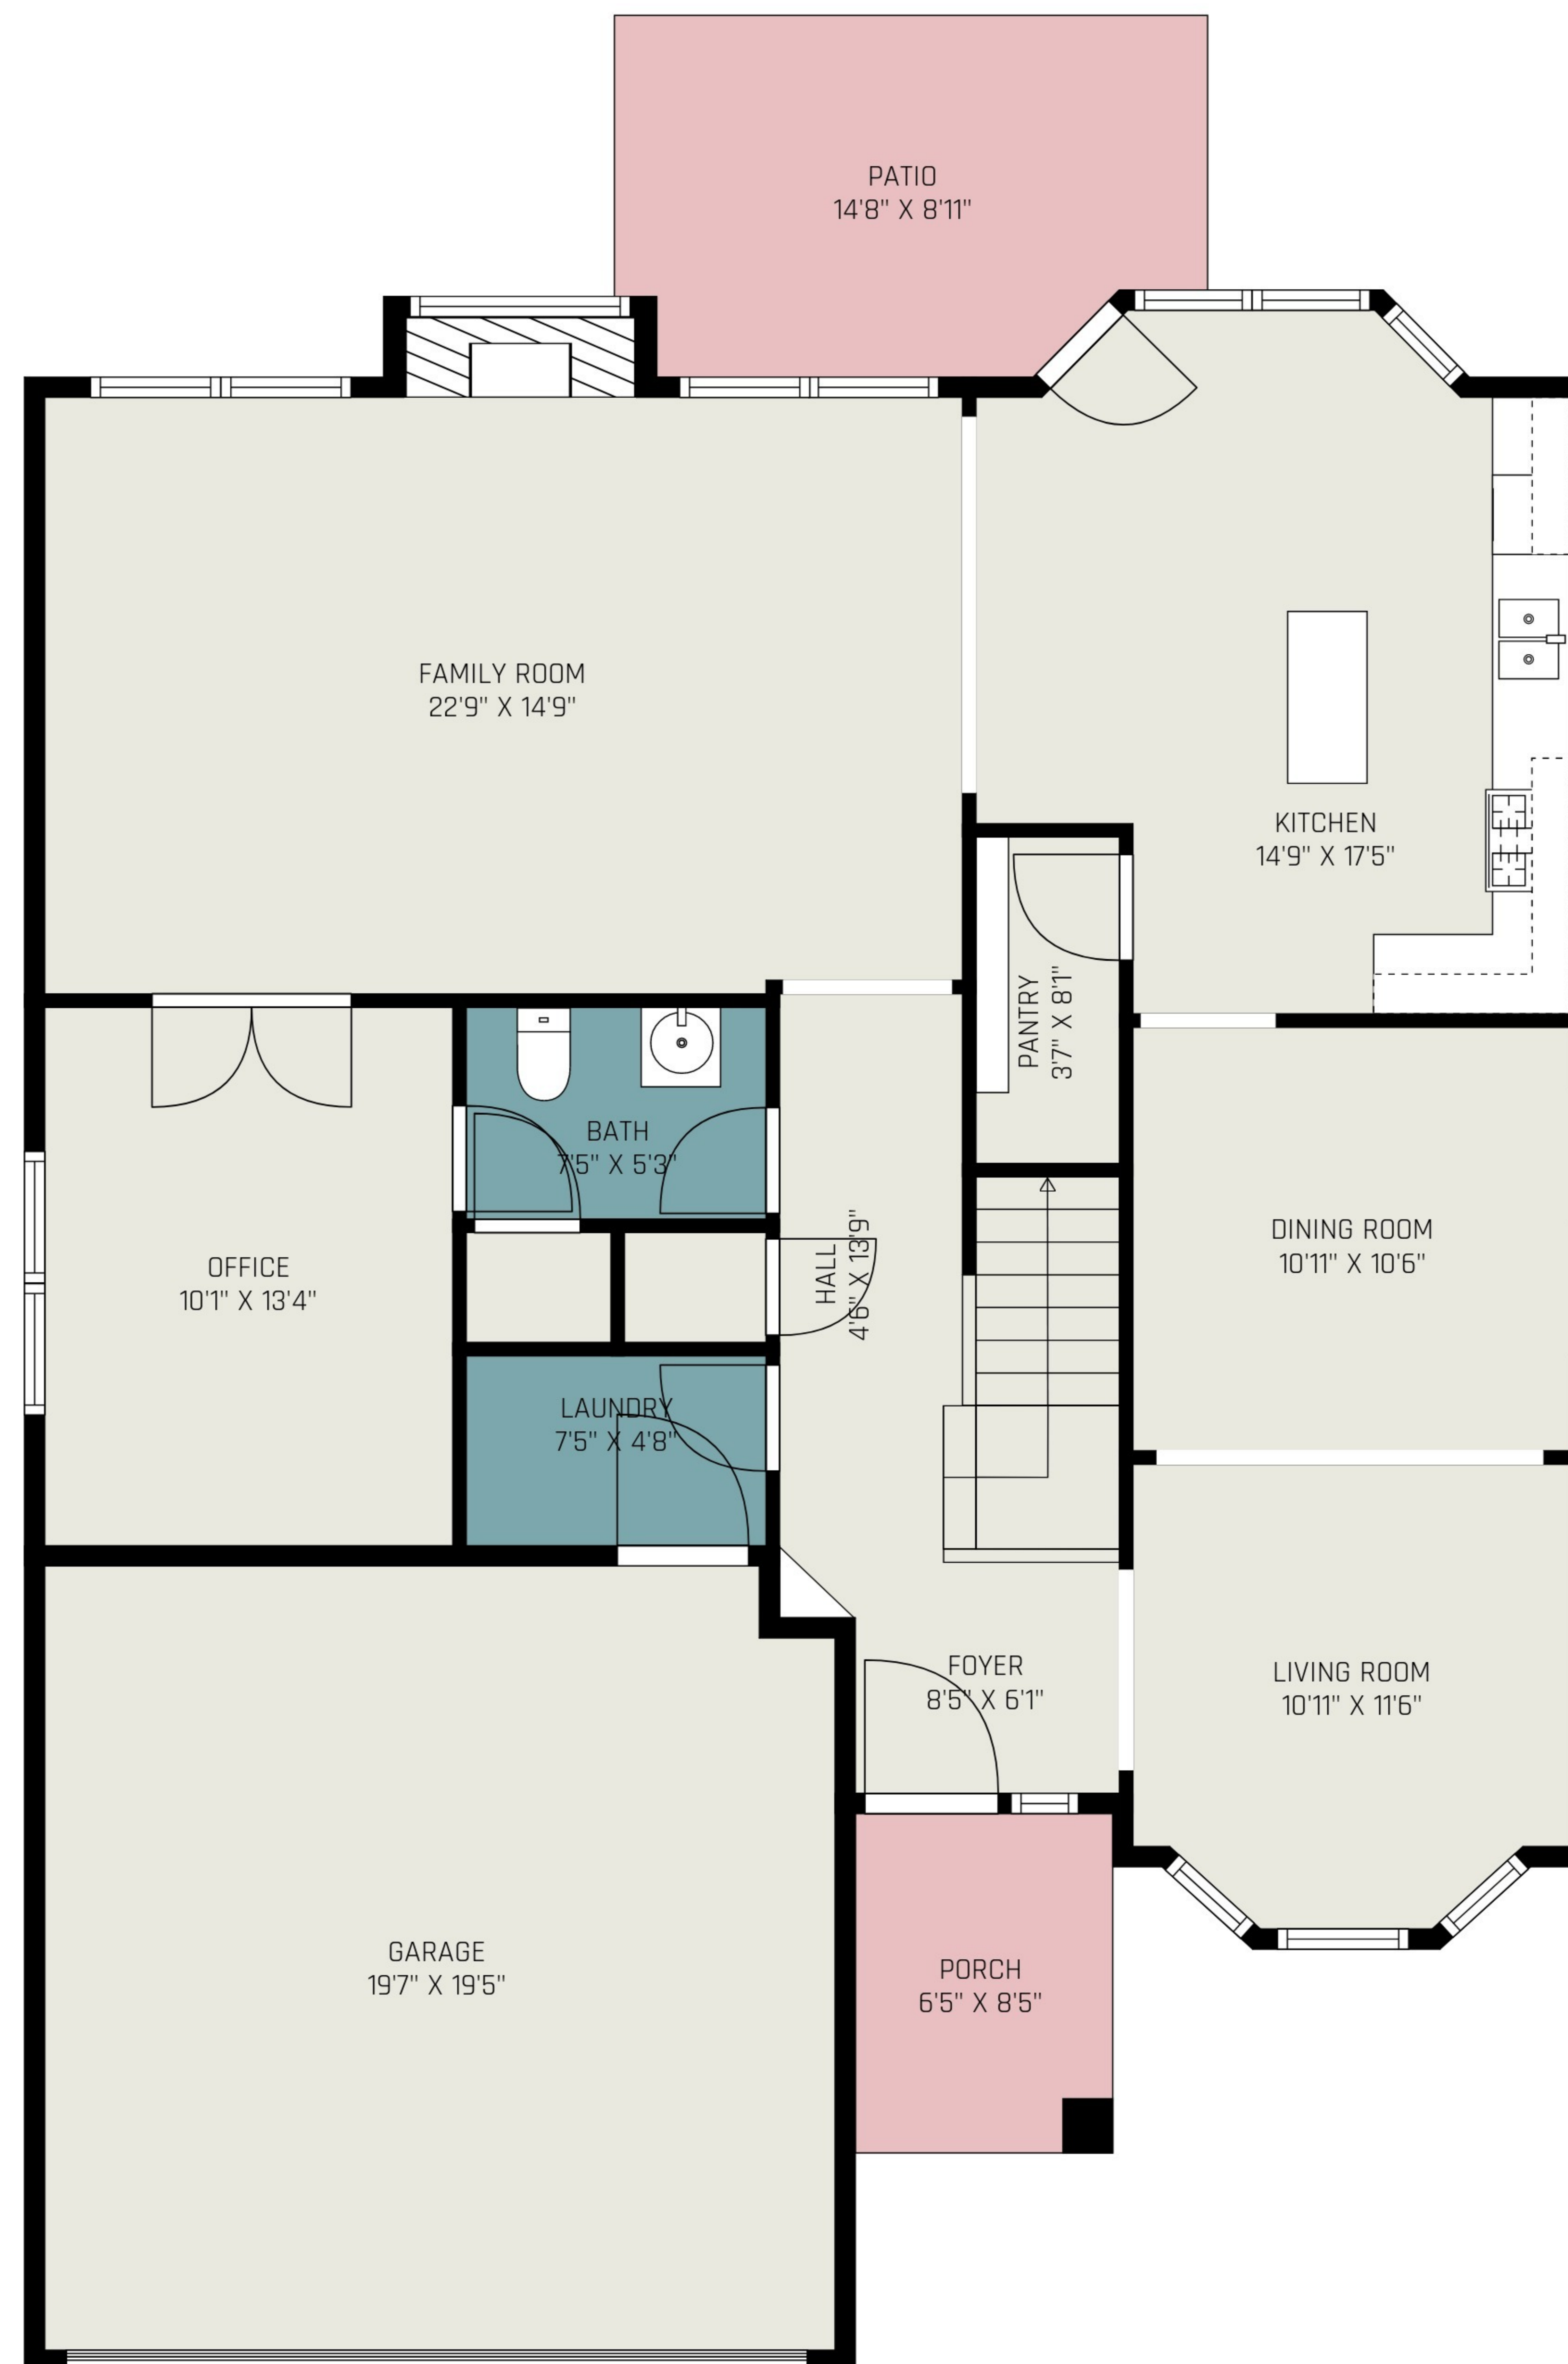 PATIO
14'8" X 8'11"
FAMILY ROOM
22'9" X 14'9"
KITCHEN
14'9" X 17'5"
PANTRY
3'7" X 8'1"
BATH
7'5" X 5'3"
DINING ROOM
10'11" X 10'6"
OFFICE
10'1" X 13'4"
HALL
4'6" X 13'9"
LAUNDRY
7'5" X 4'8"
FOYER
8'5" X 6'1"
LIVING ROOM
10'11" X 11'6"
GARAGE
19'7" X 19'5"
PORCH
6'5" X 8'5"